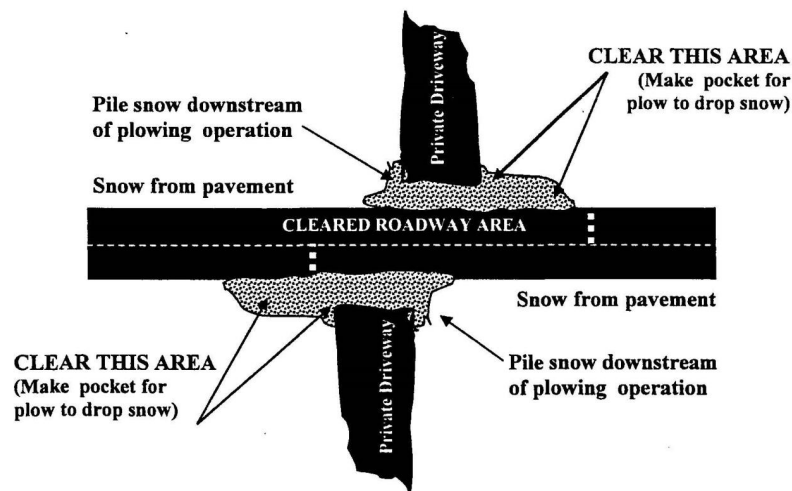 Private Driveway
CLEAR THIS AREA
(Make pocket for
plow to drop snow)
Pile snow downstream
of plowing operation
Snow from pavement
CLEARED ROADWAY AREA
Snow from pavement
CLEAR THIS AREA
(Make pocket for
plow to drop snow)
Private Driveway
Pile snow downstream
of plowing operation